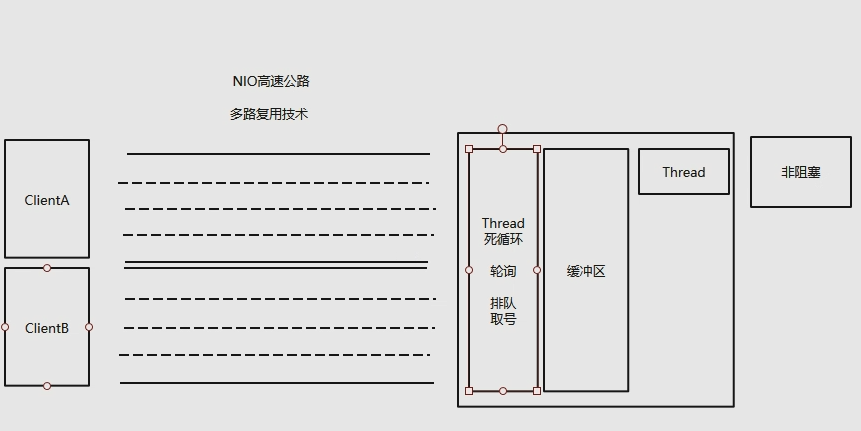 NIO高速公路
多路复用技术
ClientA
ClientB
Thread
死循环
轮询
排队
取号
缓冲区
Thread
非阻塞